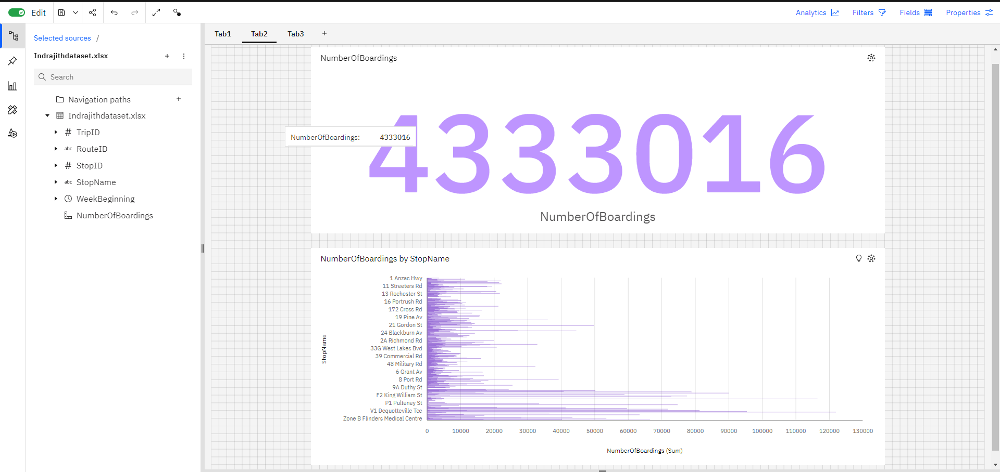 Edit
Analytics
Filters
Fields
Properties
Selected sources /
Indrajithdataset.xlsx
Search
Navigation paths
Indrajithdataset.xlsx
# TripID
abc RouteID
# StopID
abc StopName
WeekBeginning
NumberOfBoardings
Tab1
Tab2
Tab3
NumberOfBoardings
NumberOfBoardings: 4333016
4333016
NumberOfBoardings
NumberOfBoardings by StopName
StopName
1 Anzac Hwy
11 Streeters Rd
13 Rochester St
16 Portrush Rd
172 Cross Rd
19 Pine Av
21 Gordon St
24 Blackburn Av
2A Richmond Rd
33G West Lakes Bvd
39 Commercial Rd
48 Military Rd
6 Grant Av
8 Port Rd
9A Duthy St
F2 King William St
P1 Pulteney St
V1 Dequetteville Tce
Zone B Flinders Medical Centre
0 10000 20000 30000 40000 50000 60000 70000 80000 90000 100000 110000 120000 130000
NumberOfBoardings (Sum)